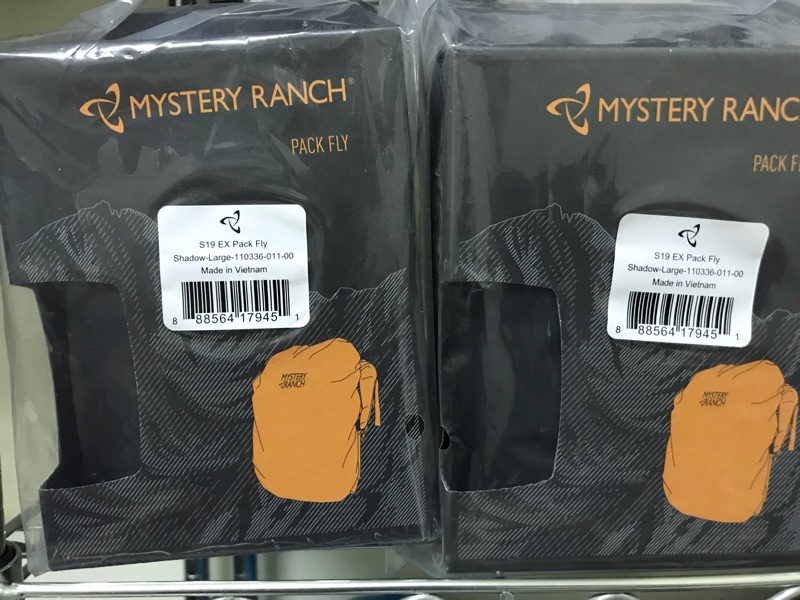 MYSTERY RANCH®
PACK FLY
S19 EX Pack Fly
Shadow-Large-110336-011-00
Made in Vietnam
8 88564 17945 1
MYSTERY
RANCH
MYSTERY RANC
PACK F
S19 EX Pack Fly
Shadow-Large-110336-011-00
Made in Vietnam
8 88564 17945 1
MYSTERY
RANCH